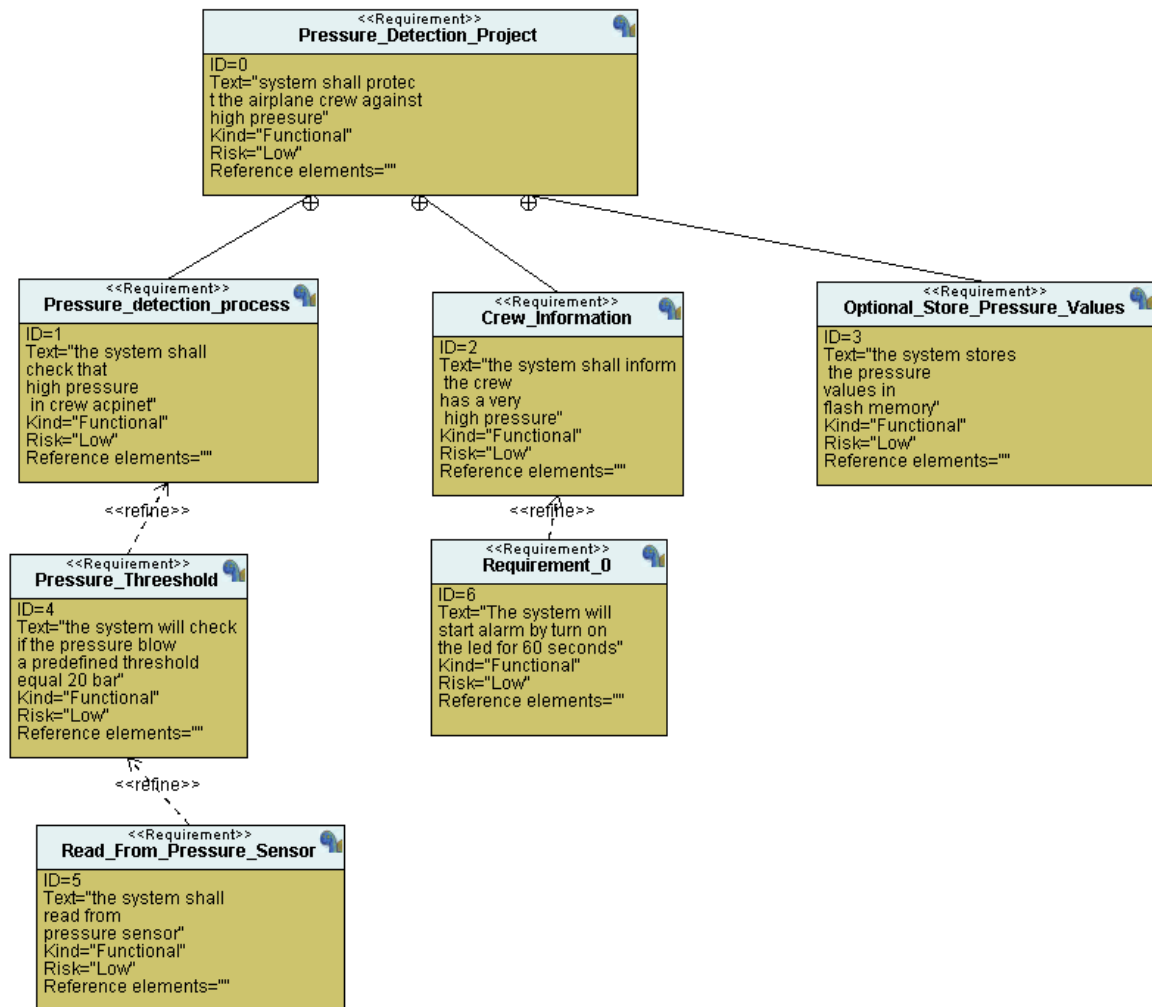 <<Requirement>>
Pressure_Detection_Project
ID=0
Text="system shall protec
t the airplane crew against
high preesure"
Kind="Functional"
Risk="Low"
Reference elements=""
<<Requirement>>
Pressure_detection_process
ID=1
Text="the system shall
check that
high pressure
in crew acpinet"
Kind="Functional"
Risk="Low"
Reference elements=""
<<Requirement>>
Crew_Information
ID=2
Text="the system shall inform
the crew
has a very
high pressure"
Kind="Functional"
Risk="Low"
Reference elements=""
<<Requirement>>
Optional_Store_Pressure_Values
ID=3
Text="the system stores
the pressure
values in
flash memory"
Kind="Functional"
Risk="Low"
Reference elements=""
<<refine>>
<<refine>>
<<Requirement>>
Pressure_Threeshold
ID=4
Text="the system will check
if the pressure blow
a predefined threshold
equal 20 bar"
Kind="Functional"
Risk="Low"
Reference elements=""
<<Requirement>>
Requirement_0
ID=6
Text="The system will
start alarm by turn on
the led for 60 seconds"
Kind="Functional"
Risk="Low"
Reference elements=""
<<refine>>
<<Requirement>>
Read_From_Pressure_Sensor
ID=5
Text="the system shall
read from
pressure sensor"
Kind="Functional"
Risk="Low"
Reference elements=""